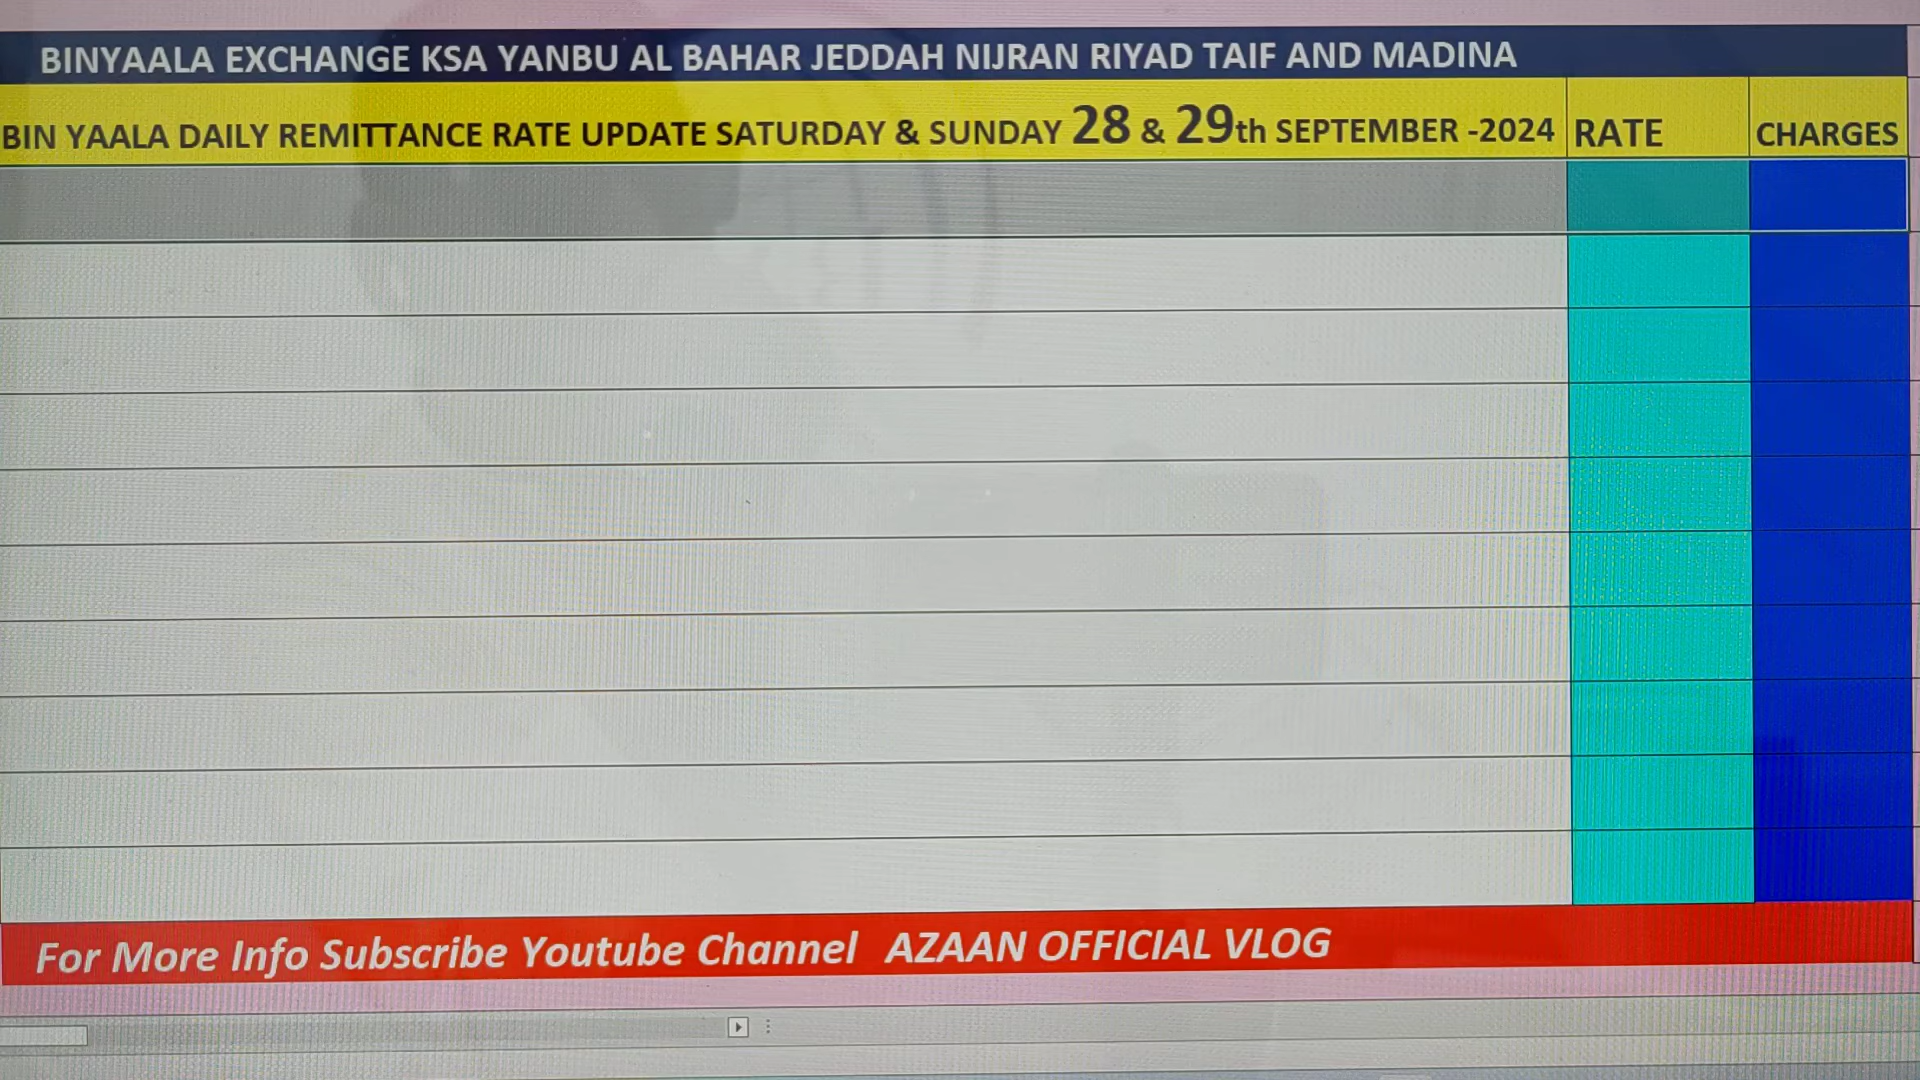 BINYAALA EXCHANGE KSA YANBU AL BAHAR JEDDAH NIJRAN RIYAD TAIF AND MADINA
BIN YAALA DAILY REMITTANCE RATE UPDATE SATURDAY & SUNDAY 28 & 29th SEPTEMBER -2024 RATE CHARGES
For More Info Subscribe Youtube Channel AZAAN OFFICIAL VLOG